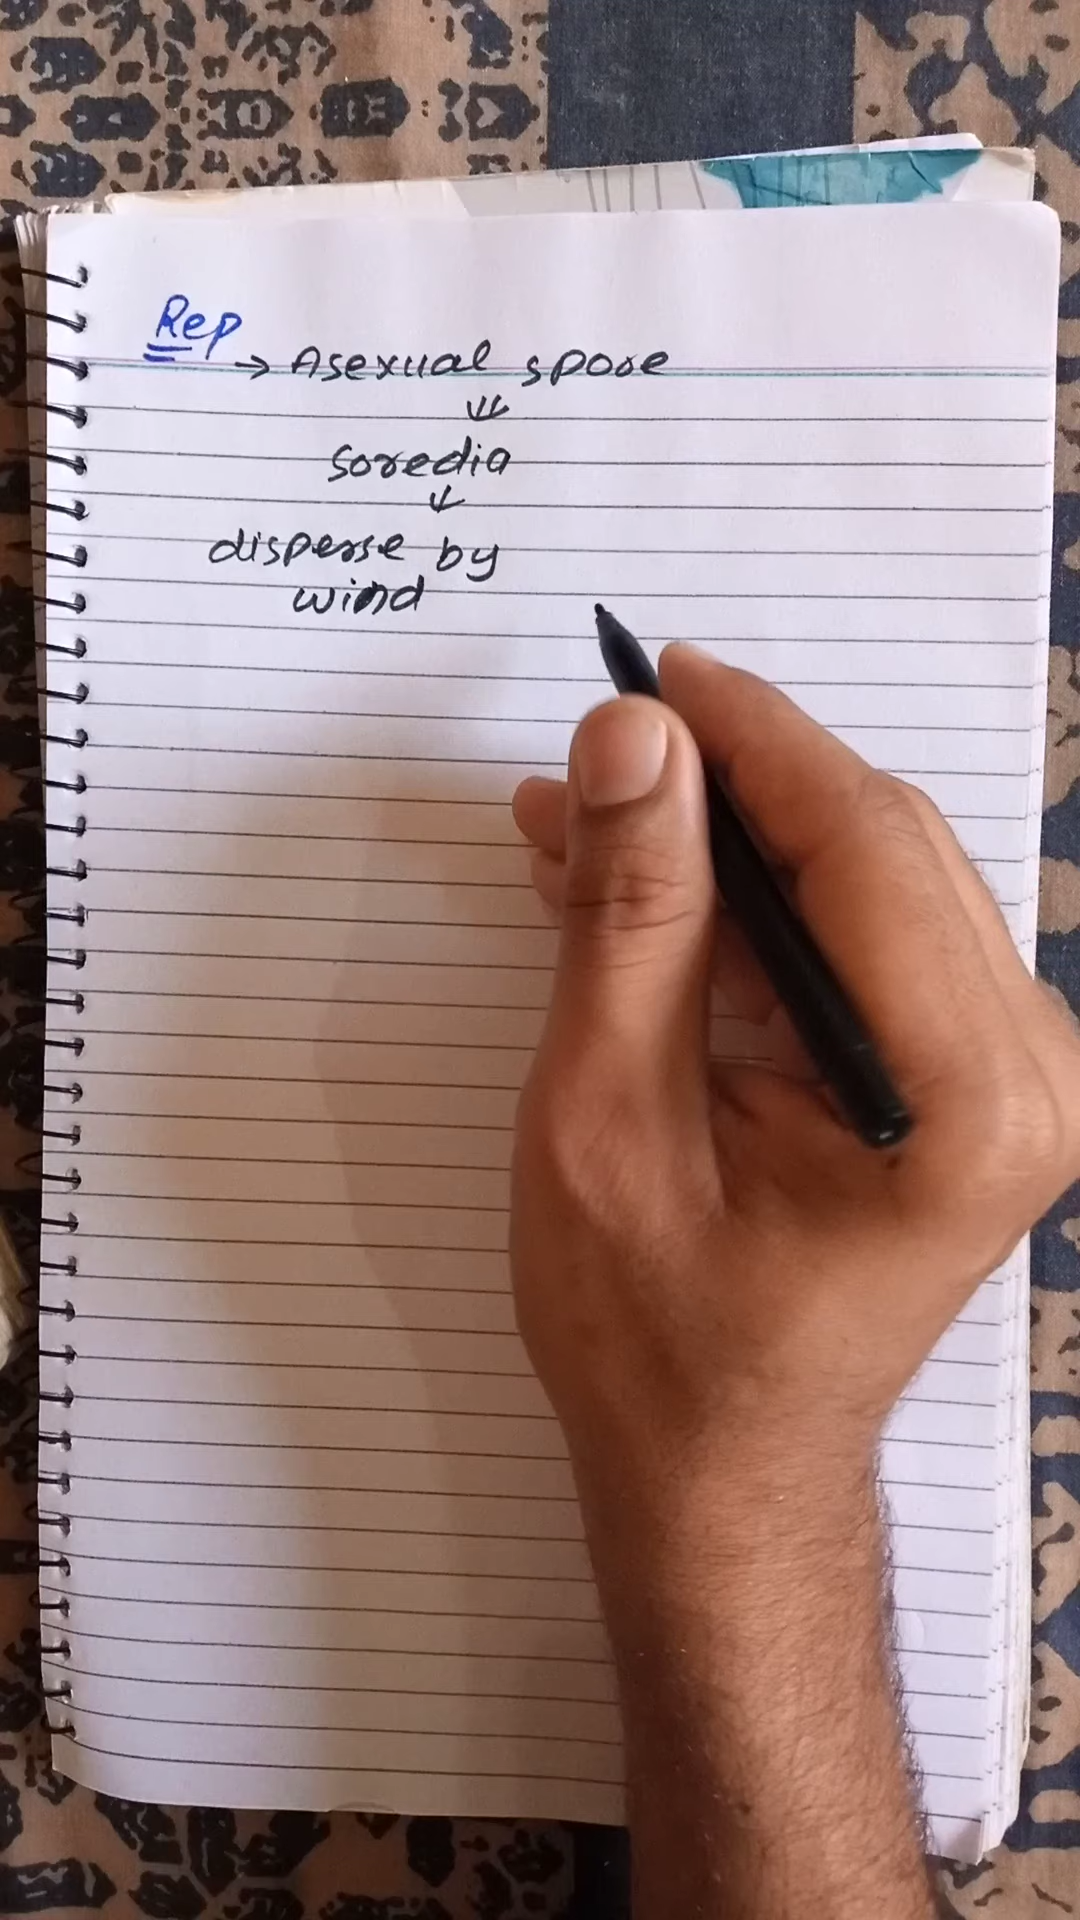 Rep
→ Asexual spore
soredia
disperse by
wind